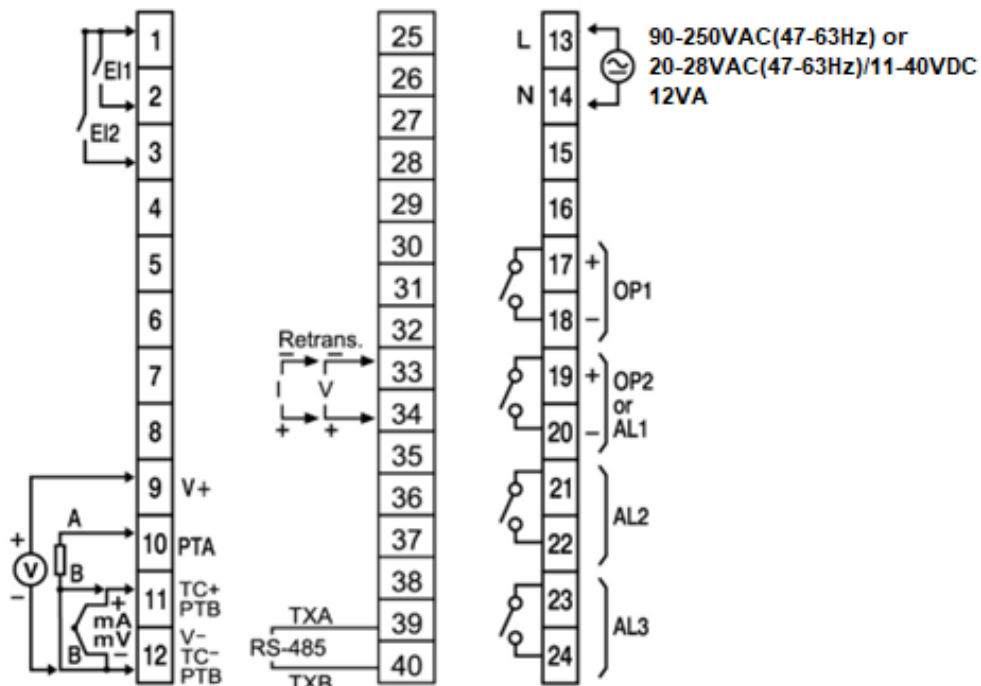 1
EI1
2
EI2
3
4
5
6
7
8
9 V+
+
V
−
A
10 PTA
B
11 TC+
PTB
+
mA
mV
−
B
12 V−
TC−
PTB
25
26
27
28
29
30
31
32
Retrans.
− −
33
I V
34
+ +
35
36
37
38
TXA 39
RS-485
40
TXB
L 13 90-250VAC(47-63Hz) or
20-28VAC(47-63Hz)/11-40VDC
N 14 12VA
15
16
17 +
OP1
18 −
19 + OP2
or
20 − AL1
21
AL2
22
23
AL3
24